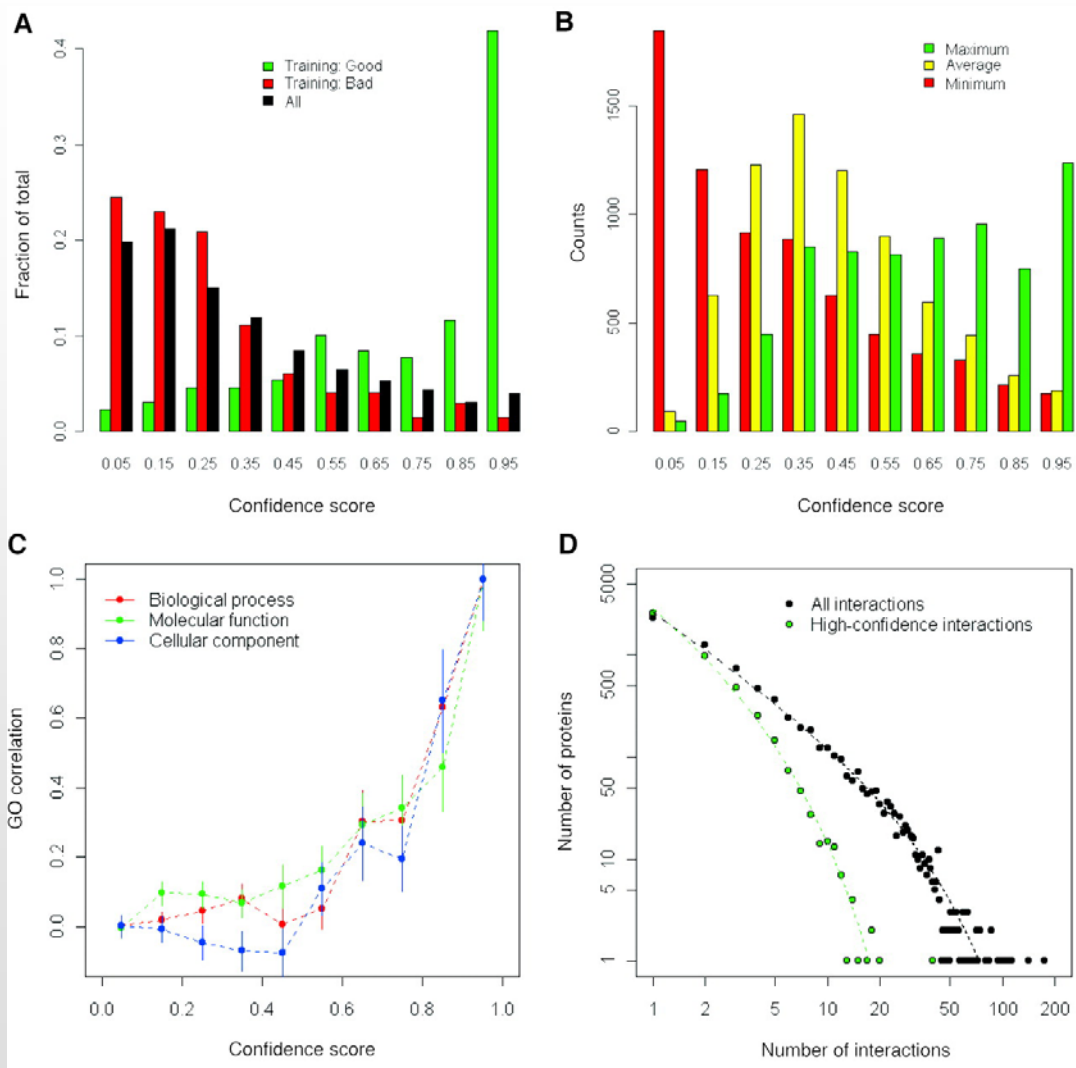 A
Training: Good
Training: Bad
All
Fraction of total
0.0 0.1 0.2 0.3 0.4
0.05 0.15 0.25 0.35 0.45 0.55 0.65 0.75 0.85 0.95
Confidence score
B
Maximum
Average
Minimum
Counts
0 500 1000 1500
0.05 0.15 0.25 0.35 0.45 0.55 0.65 0.75 0.85 0.95
Confidence score
C
Biological process
Molecular function
Cellular component
GO correlation
0.0 0.2 0.4 0.6 0.8 1.0
0.0 0.2 0.4 0.6 0.8 1.0
Confidence score
D
All interactions
High-confidence interactions
Number of proteins
1 5 10 50 500 5000
1 2 5 10 20 50 100 200
Number of interactions